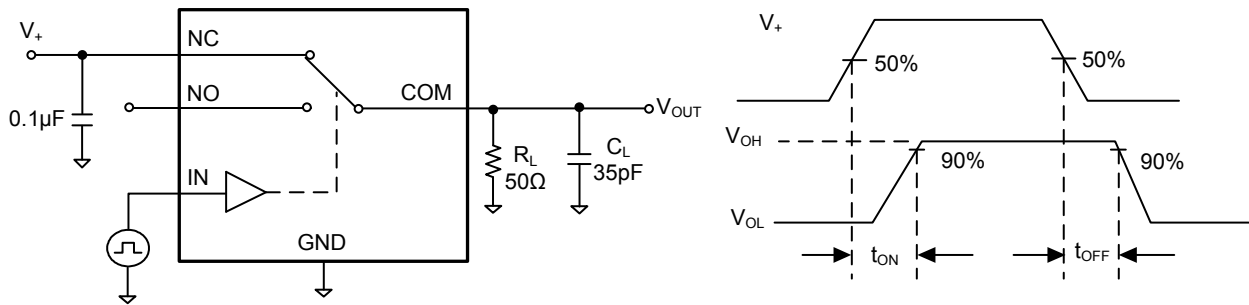 V+
NC
NO
COM
0.1µF
IN
GND
RL
50Ω
CL
35pF
VOUT
V+
50%
50%
VOH
90%
90%
VOL
tON
tOFF